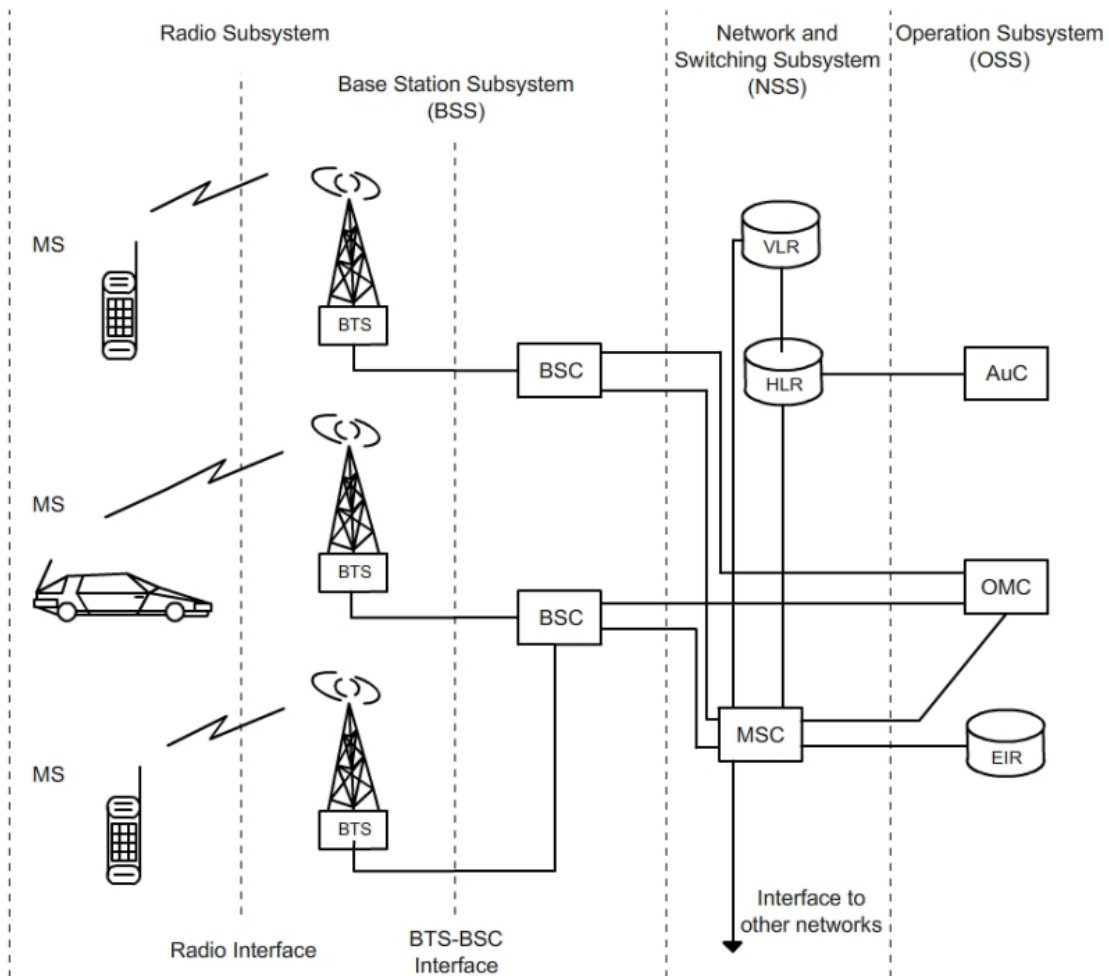 Radio Subsystem
Base Station Subsystem
(BSS)
Network and
Switching Subsystem
(NSS)
Operation Subsystem
(OSS)
MS
BTS
BSC
VLR
HLR
AuC
MS
BTS
BSC
OMC
MS
BTS
MSC
EIR
Radio Interface
BTS-BSC
Interface
Interface to
other networks